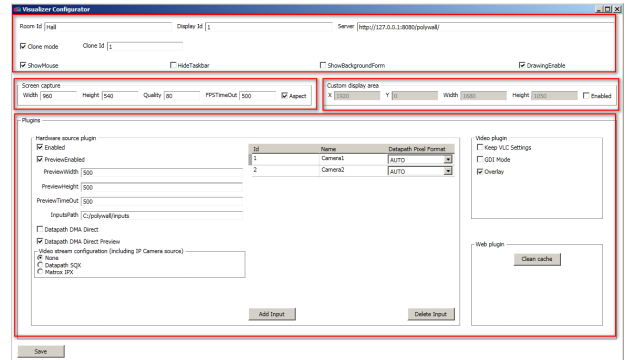 Visualizer Configurator
Room Id Hall Display Id 1 Server http://127.0.0.1:8080/polywall/
Clone mode Clone Id 1
ShowMouse HideTaskbar ShowBackgroundForm DrawingEnable
Screen capture Custom display area
Width 960 Height 540 Quality 80 FPSTimeOut 500 Aspect X 1920 Y 0 Width 1680 Height 1050 Enabled
Plugins
Hardware source plugin Video plugin
Enabled Id Name Datapath Pixel Format Keep VLC Settings
PreviewEnabled 1 Camera1 AUTO GDI Mode
PreviewWidth 500 2 Camera2 AUTO Overlay
PreviewHeight 500
PreviewTimeOut 500
InputsPath C:/polywall/inputs
Datapath DMA Direct
Datapath DMA Direct Preview Web plugin
Video stream configuration (including IP Camera source)
None Clean cache
Datapath SQX
Matrox IPX
Add Input Delete Input
Save